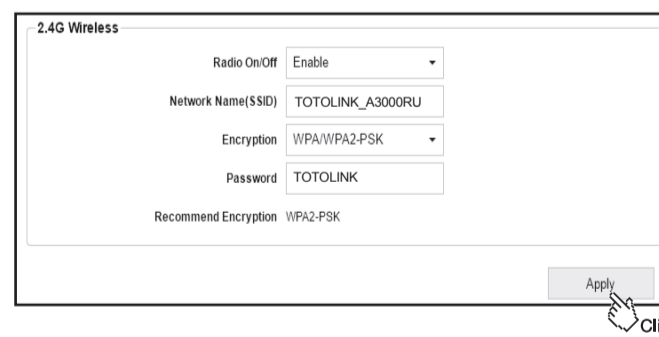 2.4G Wireless
Radio On/Off Enable
Network Name(SSID) TOTOLINK_A3000RU
Encryption WPA/WPA2-PSK
Password TOTOLINK
Recommend Encryption WPA2-PSK
Apply